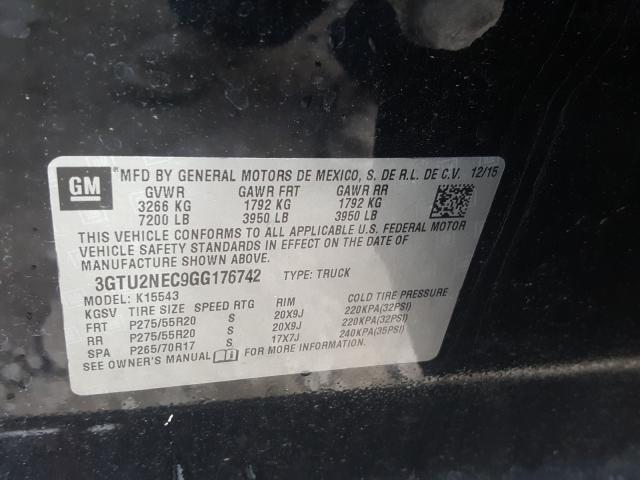 GM
MFD BY GENERAL MOTORS DE MEXICO, S. DE R.L. DE C.V. 12/15
GVWR GAWR FRT GAWR RR
3266 KG 1792 KG 1792 KG
7200 LB 3950 LB 3950 LB
THIS VEHICLE CONFORMS TO ALL APPLICABLE U.S. FEDERAL MOTOR
VEHICLE SAFETY STANDARDS IN EFFECT ON THE DATE OF
MANUFACTURE SHOWN ABOVE.
3GTU2NEC9GG176742 TYPE: TRUCK
MODEL: K15543
KGSV TIRE SIZE SPEED RTG RIM COLD TIRE PRESSURE
FRT P275/55R20 S 20X9J 220KPA(32PSI)
RR P275/55R20 S 20X9J 220KPA(32PSI)
SPA P265/70R17 S 17X7J 240KPA(35PSI)
SEE OWNER'S MANUAL FOR MORE INFORMATION.